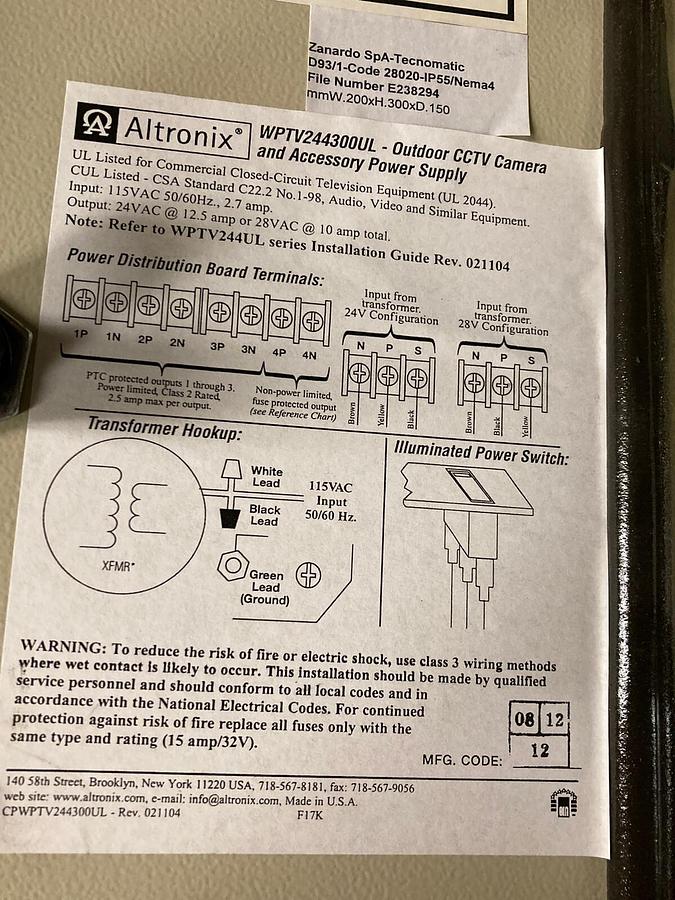 Zanardo SpA-Tecnomatic
D93/1-Code 28020-IP55/Nema4
File Number E238294
mmW.200xH.300xD.150
Altronix®
WPTV244300UL - Outdoor CCTV Camera
and Accessory Power Supply
UL Listed for Commercial Closed-Circuit Television Equipment (UL 2044).
CUL Listed - CSA Standard C22.2 No.1-98, Audio, Video and Similar Equipment.
Input: 115VAC 50/60Hz., 2.7 amp.
Output: 24VAC @ 12.5 amp or 28VAC @ 10 amp total.
Note: Refer to WPTV244UL series Installation Guide Rev. 021104
Power Distribution Board Terminals:
1P 1N 2P 2N 3P 3N 4P 4N
PTC protected outputs 1 through 3.
Power limited, Class 2 Rated,
2.5 amp max per output.
Non-power limited,
fuse protected output
(see Reference Chart)
Input from
transformer.
24V Configuration
N P S
Brown Yellow Black
Input from
transformer.
28V Configuration
N P S
Brown Black Yellow
Transformer Hookup:
XFMR*
White
Lead
Black
Lead
115VAC
Input
50/60 Hz.
Green
Lead
(Ground)
Illuminated Power Switch:
WARNING: To reduce the risk of fire or electric shock, use class 3 wiring methods
where wet contact is likely to occur. This installation should be made by qualified
service personnel and should conform to all local codes and in
accordance with the National Electrical Codes. For continued
protection against risk of fire replace all fuses only with the
same type and rating (15 amp/32V).
MFG. CODE:
08 12
12
140 58th Street, Brooklyn, New York 11220 USA, 718-567-8181, fax: 718-567-9056
web site: www.altronix.com, e-mail: info@altronix.com, Made in U.S.A.
CPWPTV244300UL - Rev. 021104
F17K